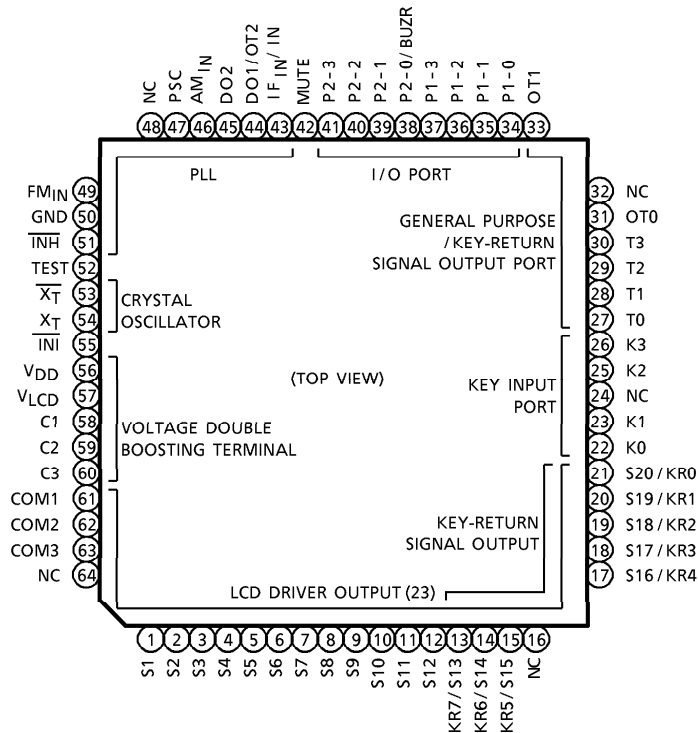 NC
PSC
AMIN
DO2
DO1/OT2
IFIN/IN
MUTE
P2-3
P2-2
P2-1
P2-0/BUZR
P1-3
P1-2
P1-1
P1-0
OT1
48 47 46 45 44 43 42 41 40 39 38 37 36 35 34 33
PLL
I/O PORT
FMIN 49
GND 50
INH 51
TEST 52
XT 53
XT 54
INI 55
VDD 56
VLCD 57
C1 58
C2 59
C3 60
COM1 61
COM2 62
COM3 63
NC 64
CRYSTAL
OSCILLATOR
VOLTAGE DOUBLE
BOOSTING TERMINAL
(TOP VIEW)
GENERAL PURPOSE
/KEY-RETURN
SIGNAL OUTPUT PORT
KEY INPUT
PORT
KEY-RETURN
SIGNAL OUTPUT
LCD DRIVER OUTPUT (23)
32 NC
31 OT0
30 T3
29 T2
28 T1
27 T0
26 K3
25 K2
24 NC
23 K1
22 K0
21 S20/KR0
20 S19/KR1
19 S18/KR2
18 S17/KR3
17 S16/KR4
1 2 3 4 5 6 7 8 9 10 11 12 13 14 15 16
S1
S2
S3
S4
S5
S6
S7
S8
S9
S10
S11
S12
KR7/S13
KR6/S14
KR5/S15
NC